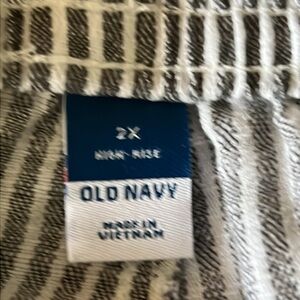 2X
HIGH-RISE
OLD NAVY
MADE IN
VIETNAM